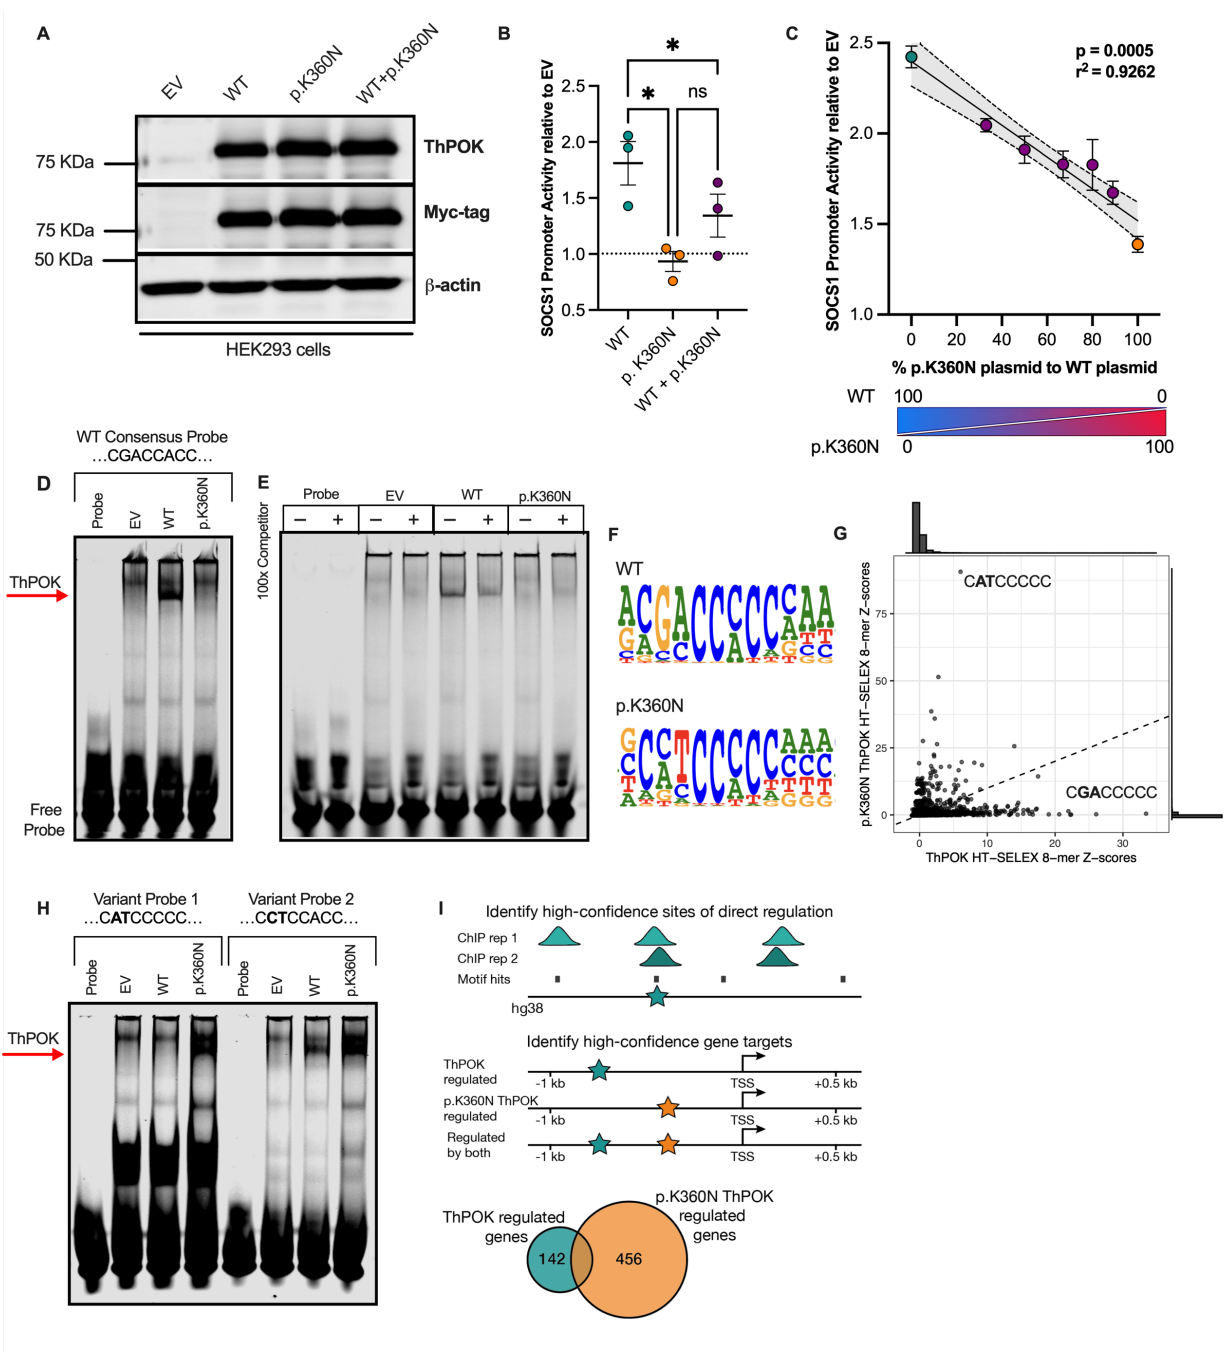 A
EV
WT
p.K360N
WT+p.K360N
75 KDa
ThPOK
75 KDa
Myc-tag
50 KDa
β-actin
HEK293 cells
B
SOCS1 Promoter Activity relative to EV
2.5
2.0
1.5
1.0
0.5
*
*
ns
WT
p. K360N
WT + p.K360N
C
SOCS1 Promoter Activity relative to EV
2.5
2.0
1.5
1.0
p = 0.0005
r² = 0.9262
0 20 40 60 80 100
% p.K360N plasmid to WT plasmid
WT 100 0
p.K360N 0 100
D
WT Consensus Probe
...CGACCACC...
Probe
EV
WT
p.K360N
ThPOK
Free
Probe
E
100x Competitor
Probe EV WT p.K360N
– + – + – + – +
F
WT
ACGACCCCCCAA
p.K360N
GCCTCCCCCAAA
G
p.K360N ThPOK HT–SELEX 8–mer Z–scores
75
50
25
0
CATCCCCC
CGACCCCC
0 10 20 30
ThPOK HT–SELEX 8–mer Z–scores
H
Variant Probe 1
...CATCCCCC...
Variant Probe 2
...CCTCCACC...
Probe
EV
WT
p.K360N
Probe
EV
WT
p.K360N
ThPOK
I
Identify high-confidence sites of direct regulation
ChIP rep 1
ChIP rep 2
Motif hits
hg38
Identify high-confidence gene targets
ThPOK
regulated
-1 kb TSS +0.5 kb
p.K360N ThPOK
regulated
-1 kb TSS +0.5 kb
Regulated
by both
-1 kb TSS +0.5 kb
ThPOK regulated
genes
p.K360N ThPOK
regulated
genes
142
456